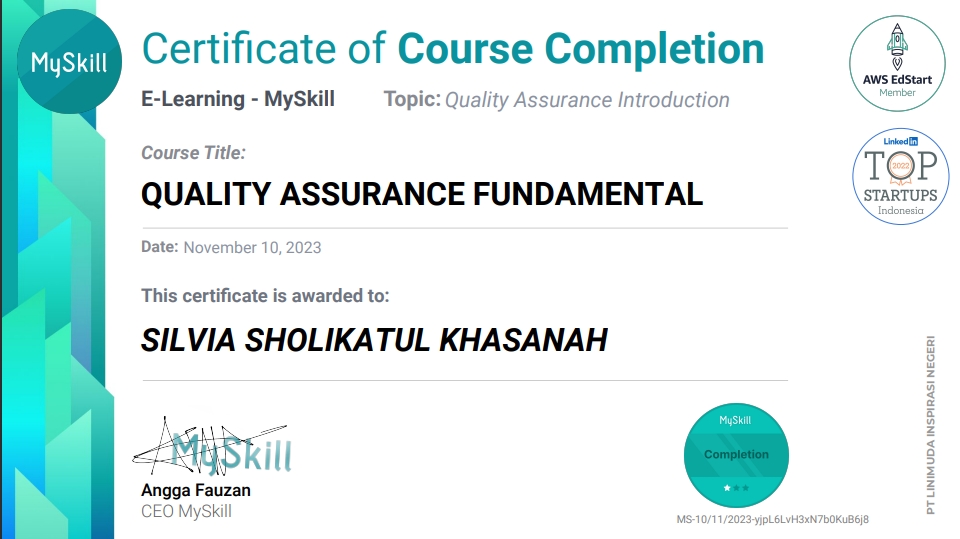 MySkill
Certificate of Course Completion
E-Learning - MySkill Topic: Quality Assurance Introduction
Course Title:
QUALITY ASSURANCE FUNDAMENTAL
Date: November 10, 2023
This certificate is awarded to:
SILVIA SHOLIKATUL KHASANAH
MySkill
Angga Fauzan
CEO MySkill
AWS EdStart
Member
Linked in
TOP
2022
STARTUPS
Indonesia
PT LINIMUDA INSPIRASI NEGERI
MySkill
Completion
MS-10/11/2023-yjpL6LvH3xN7b0KuB6j8